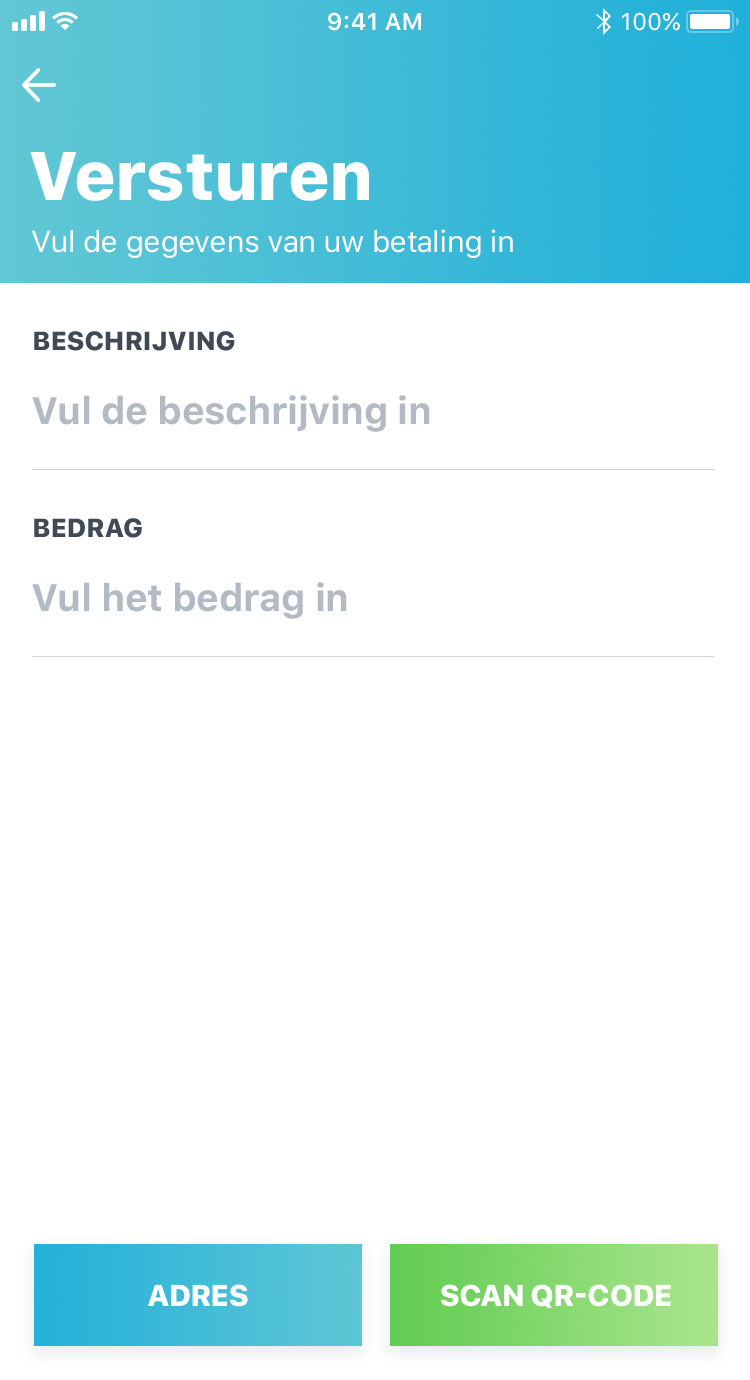 9:41 AM
100%
Versturen
Vul de gegevens van uw betaling in
BESCHRIJVING
Vul de beschrijving in
BEDRAG
Vul het bedrag in
ADRES
SCAN QR-CODE